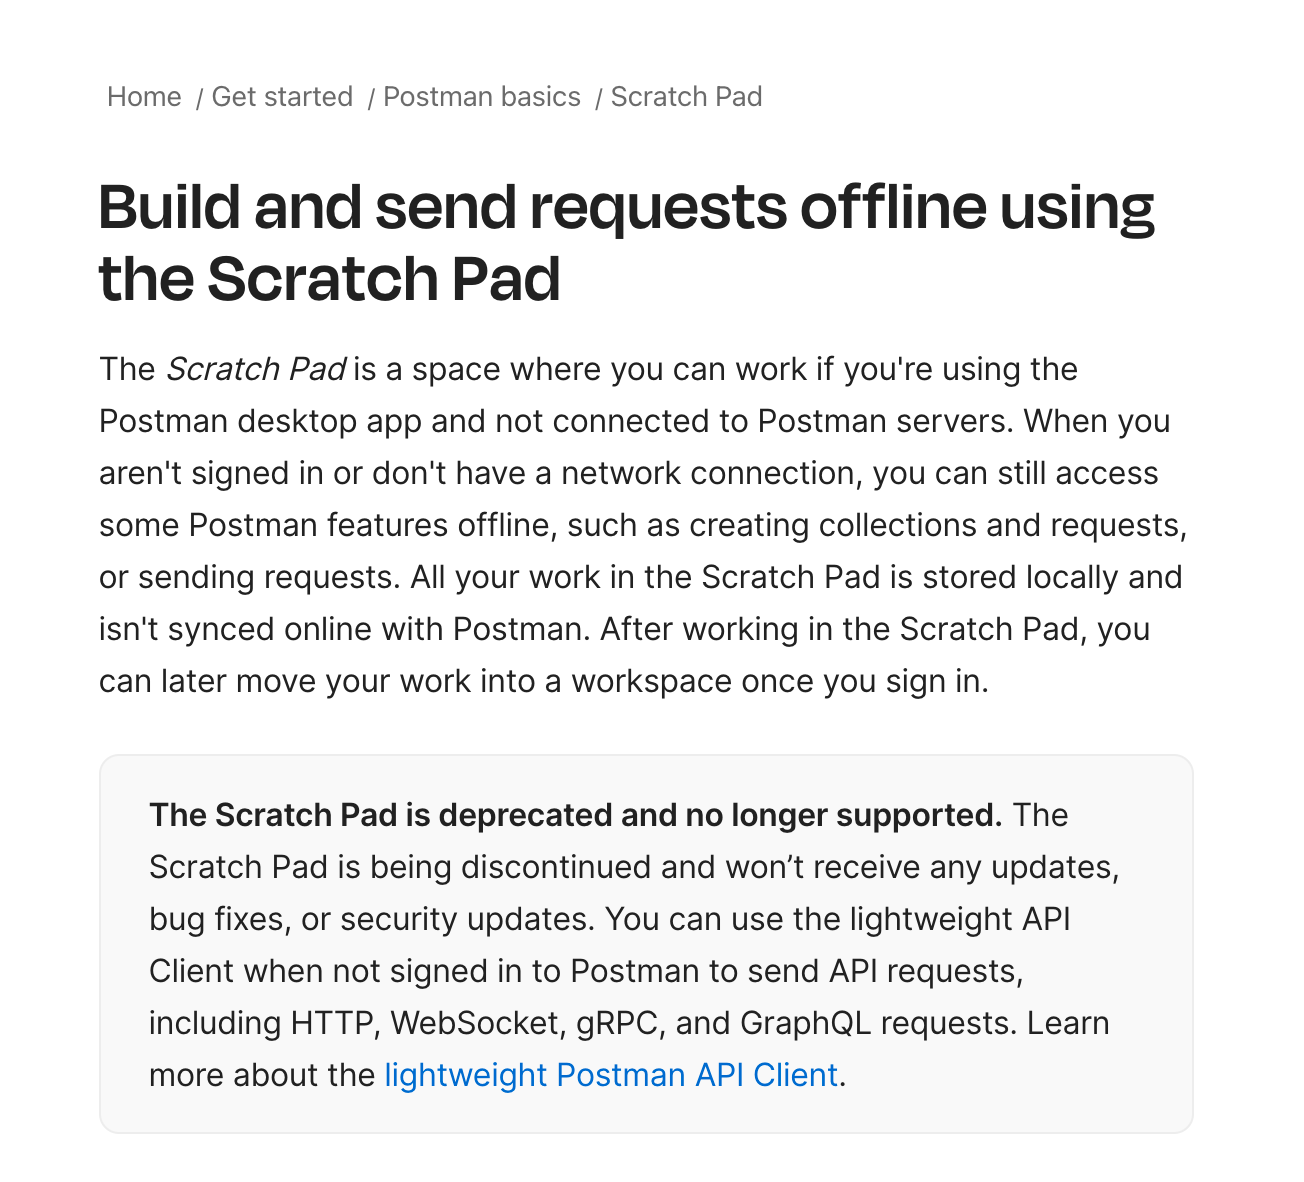 Home / Get started / Postman basics / Scratch Pad
Build and send requests offline using
the Scratch Pad
The Scratch Pad is a space where you can work if you're using the
Postman desktop app and not connected to Postman servers. When you
aren't signed in or don't have a network connection, you can still access
some Postman features offline, such as creating collections and requests,
or sending requests. All your work in the Scratch Pad is stored locally and
isn't synced online with Postman. After working in the Scratch Pad, you
can later move your work into a workspace once you sign in.
The Scratch Pad is deprecated and no longer supported. The
Scratch Pad is being discontinued and won’t receive any updates,
bug fixes, or security updates. You can use the lightweight API
Client when not signed in to Postman to send API requests,
including HTTP, WebSocket, gRPC, and GraphQL requests. Learn
more about the lightweight Postman API Client.